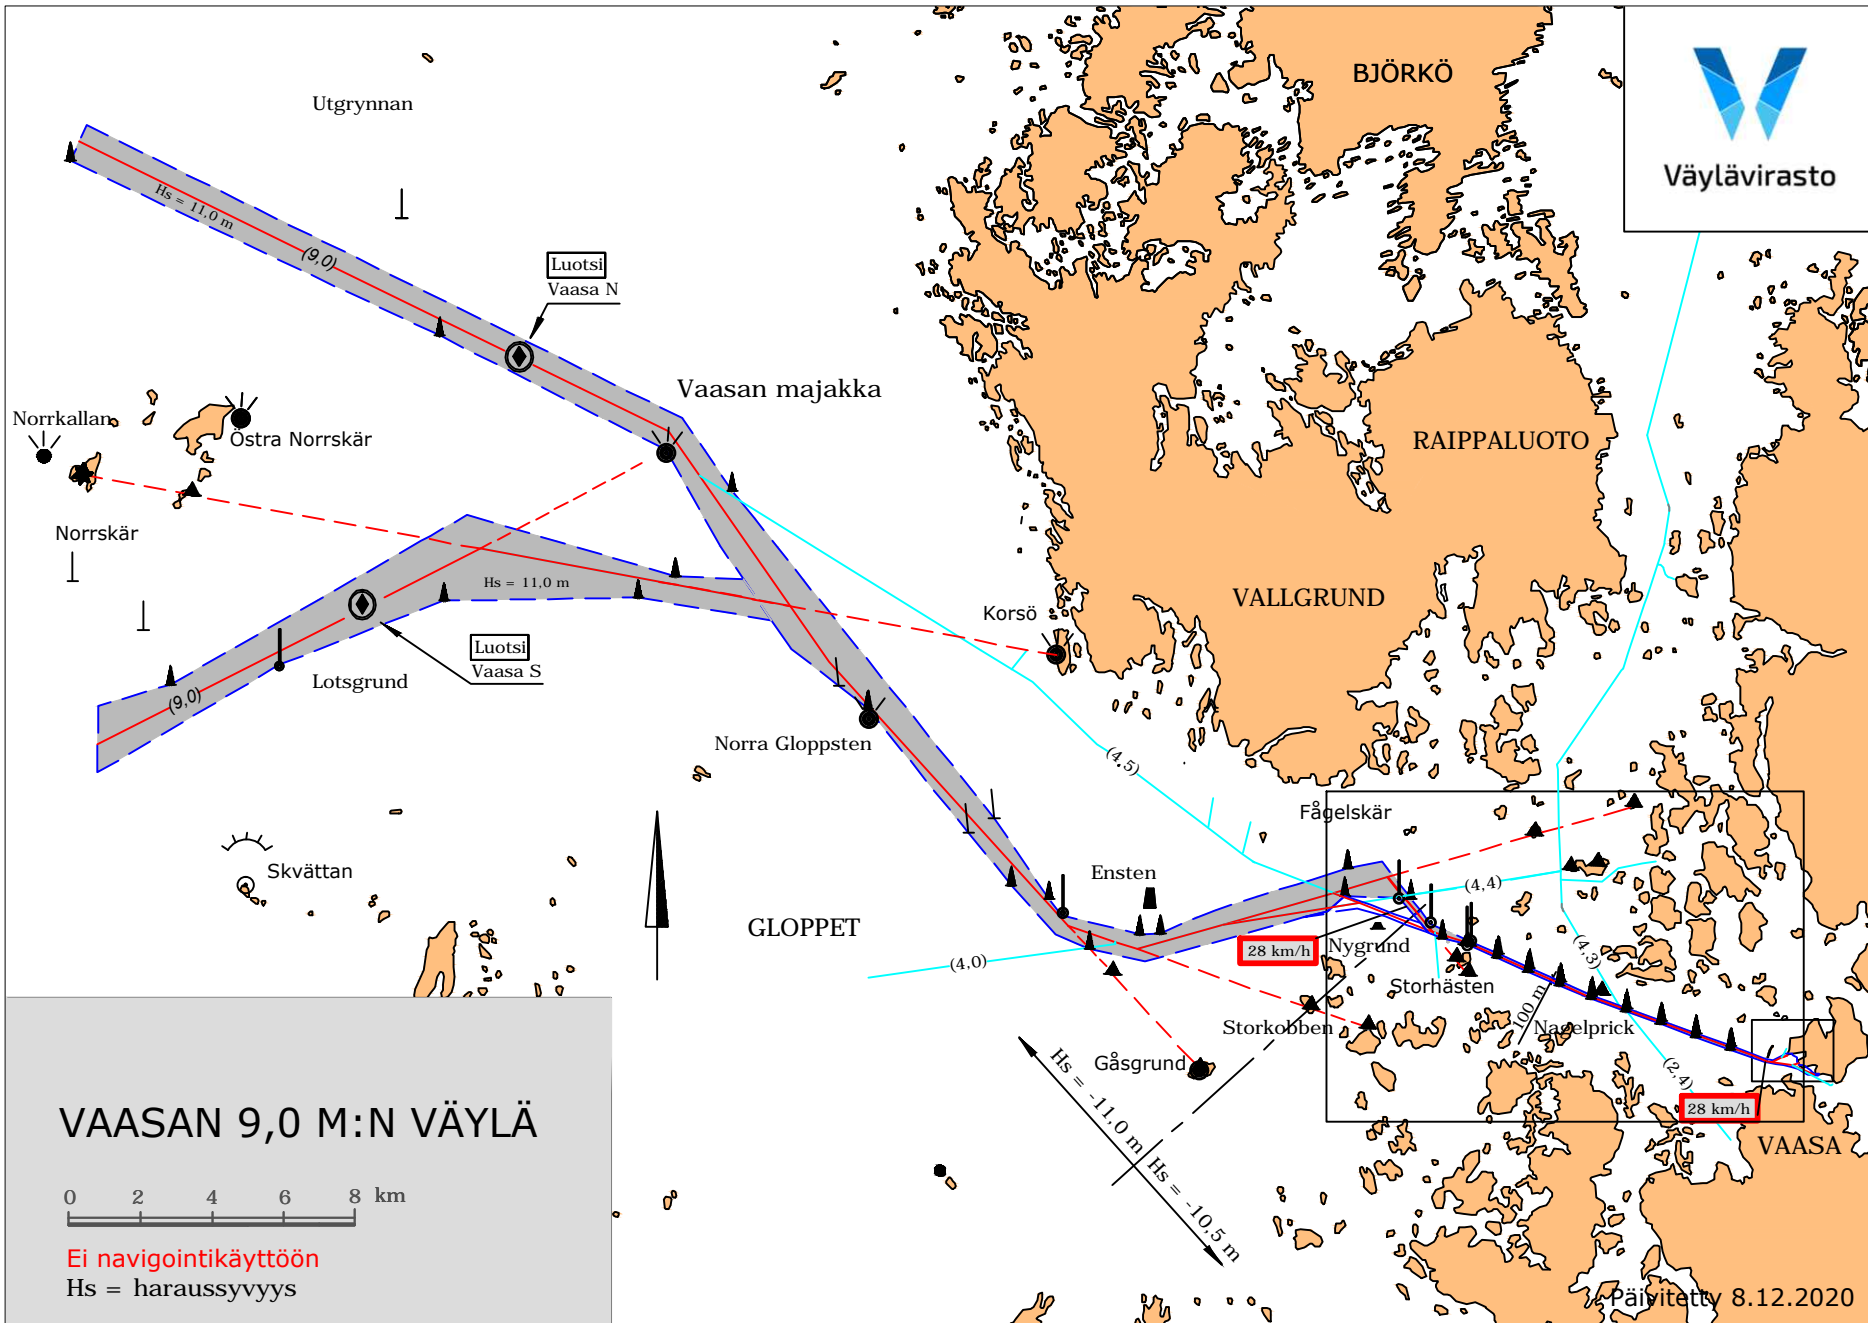 Utgrynnan
BJÖRKÖ
Väylävirasto
Hs = 11,0 m
(9,0)
Luotsi
Vaasa N
Vaasan majakka
Norrkallan
Östra Norrskär
RAIPPALUOTO
Norrskär
Hs = 11,0 m
VALLGRUND
Korsö
Luotsi
Vaasa S
Lotsgrund
(9,0)
Norra Gloppsten
(4,5)
Fågelskär
Skvättan
Ensten
(4,4)
GLOPPET
(4,0)
28 km/h
Nygrund
(4,3)
Storhästen
100 m
Nagelprick
Storkobben
Gåsgrund
(2,4)
28 km/h
VAASA
Hs = -11,0 m
Hs = -10,5 m
VAASAN 9,0 M:N VÄYLÄ
0 2 4 6 8 km
Ei navigointikäyttöön
Hs = haraussyvyys
Päivitetty 8.12.2020